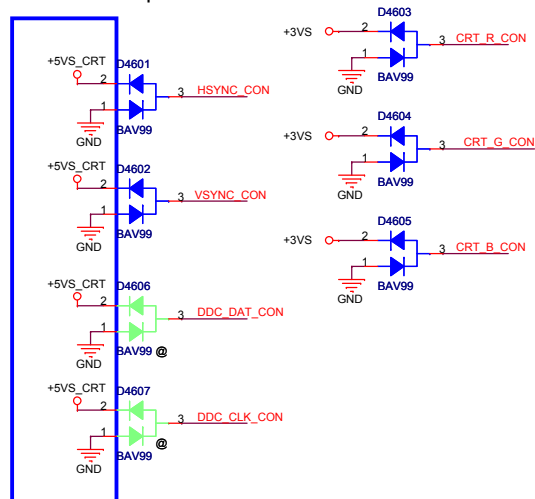 +5VS_CRT
D4601
2
1
3
HSYNC_CON
GND
BAV99
+5VS_CRT
D4602
2
1
3
VSYNC_CON
GND
BAV99
+5VS_CRT
D4606
2
1
3
DDC_DAT_CON
GND
BAV99 @
+5VS_CRT
D4607
2
1
3
DDC_CLK_CON
@
GND
BAV99
D4603
+3VS
2
1
3
CRT_R_CON
GND
BAV99
D4604
+3VS
2
1
3
CRT_G_CON
GND
BAV99
D4605
+3VS
2
1
3
CRT_B_CON
GND
BAV99